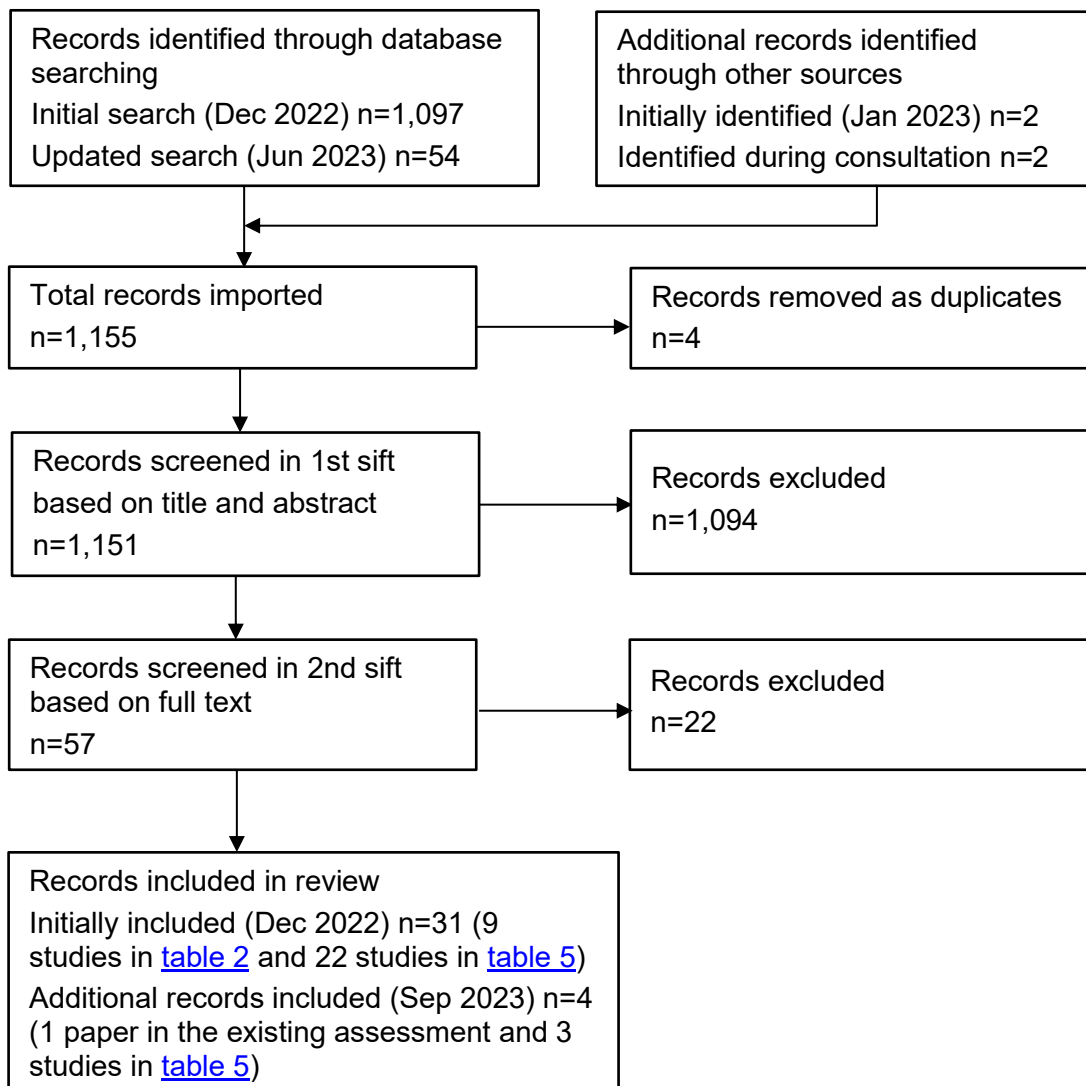 Records identified through database
searching
Initial search (Dec 2022) n=1,097
Updated search (Jun 2023) n=54
Additional records identified
through other sources
Initially identified (Jan 2023) n=2
Identified during consultation n=2
Total records imported
n=1,155
Records removed as duplicates
n=4
Records screened in 1st sift
based on title and abstract
n=1,151
Records excluded
n=1,094
Records screened in 2nd sift
based on full text
n=57
Records excluded
n=22
Records included in review
Initially included (Dec 2022) n=31 (9
studies in table 2 and 22 studies in table 5)
Additional records included (Sep 2023) n=4
(1 paper in the existing assessment and 3
studies in table 5)